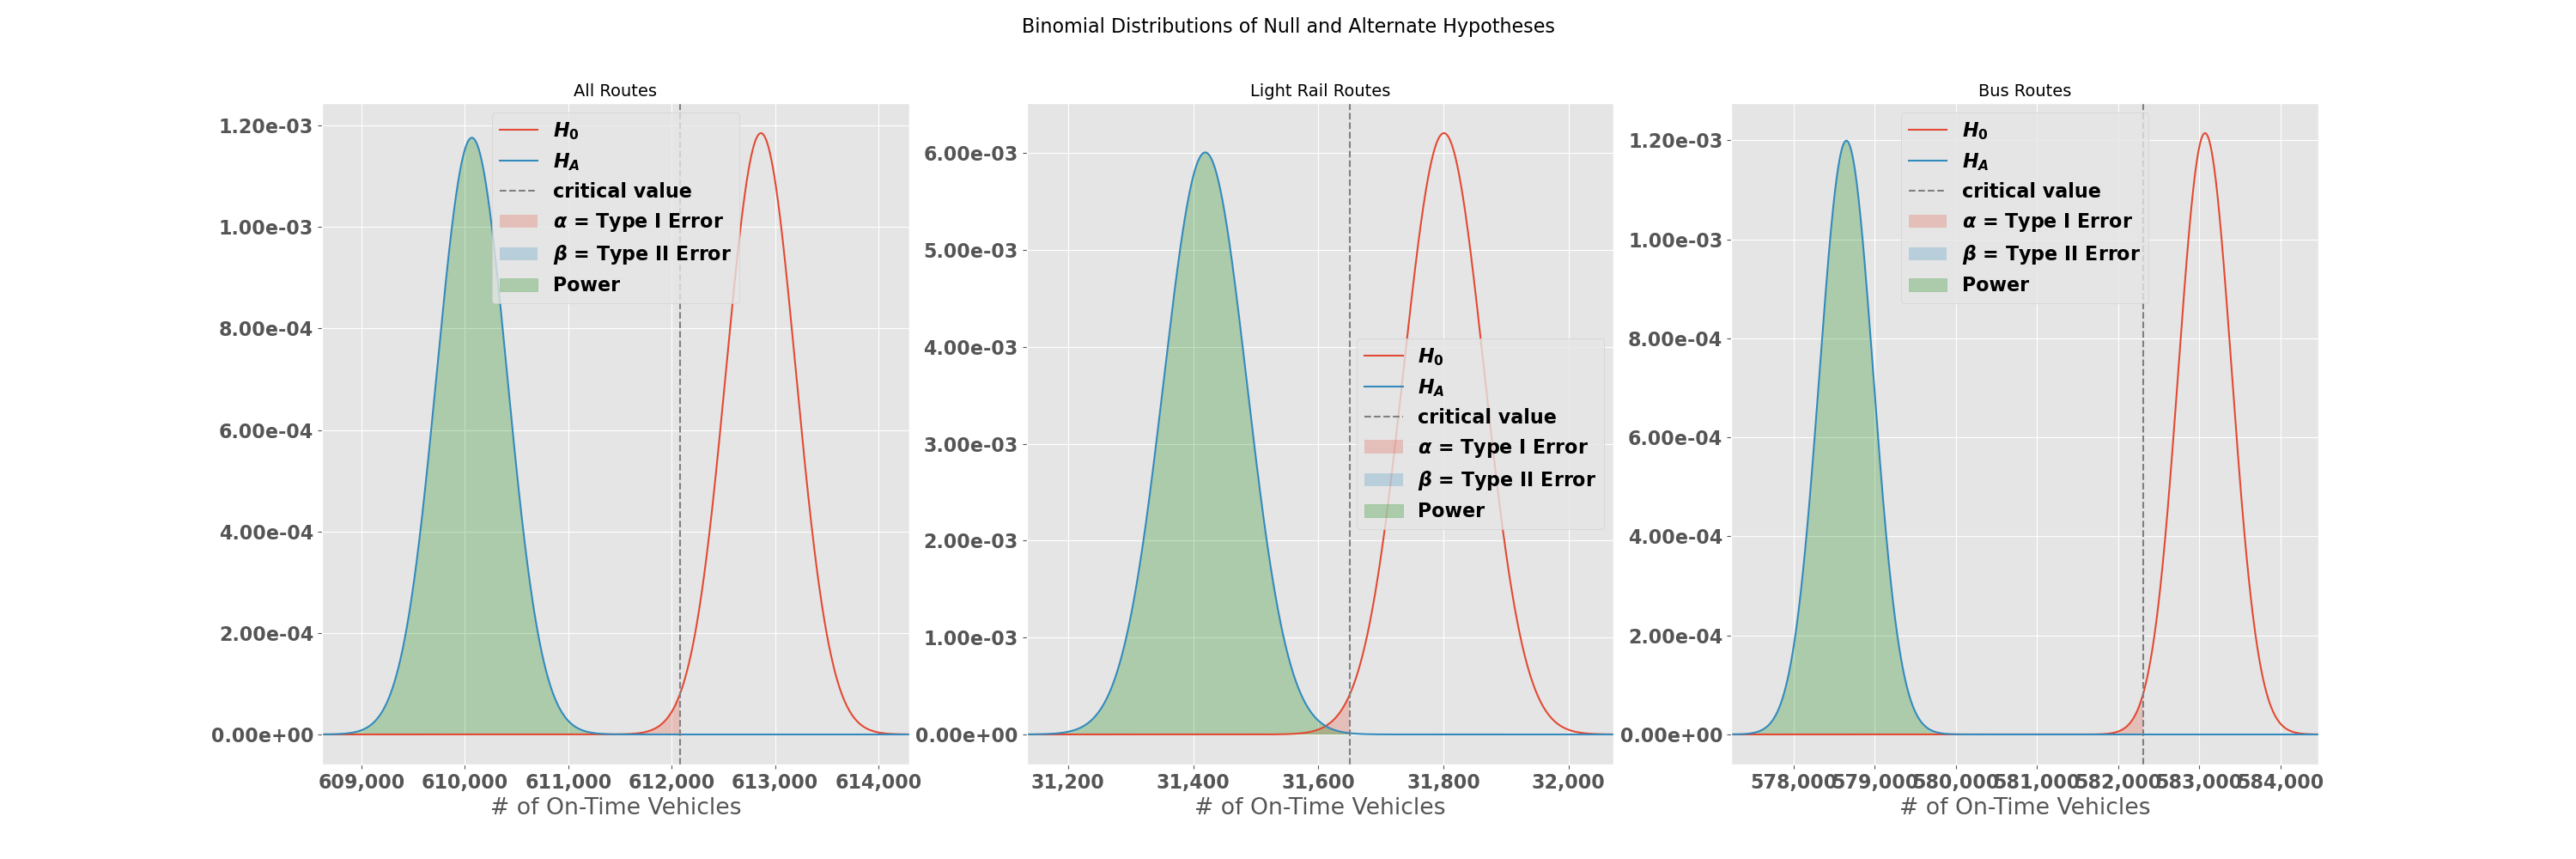 Binomial Distributions of Null and Alternate Hypotheses
All Routes
1.20e-03
1.00e-03
8.00e-04
6.00e-04
4.00e-04
2.00e-04
0.00e+00
H0
HA
critical value
α = Type I Error
β = Type II Error
Power
609,000 610,000 611,000 612,000 613,000 614,000
# of On-Time Vehicles
Light Rail Routes
6.00e-03
5.00e-03
4.00e-03
3.00e-03
2.00e-03
1.00e-03
0.00e+00
H0
HA
critical value
α = Type I Error
β = Type II Error
Power
31,200 31,400 31,600 31,800 32,000
# of On-Time Vehicles
Bus Routes
1.20e-03
1.00e-03
8.00e-04
6.00e-04
4.00e-04
2.00e-04
0.00e+00
H0
HA
critical value
α = Type I Error
β = Type II Error
Power
578,000 579,000 580,000 581,000 582,000 583,000 584,000
# of On-Time Vehicles